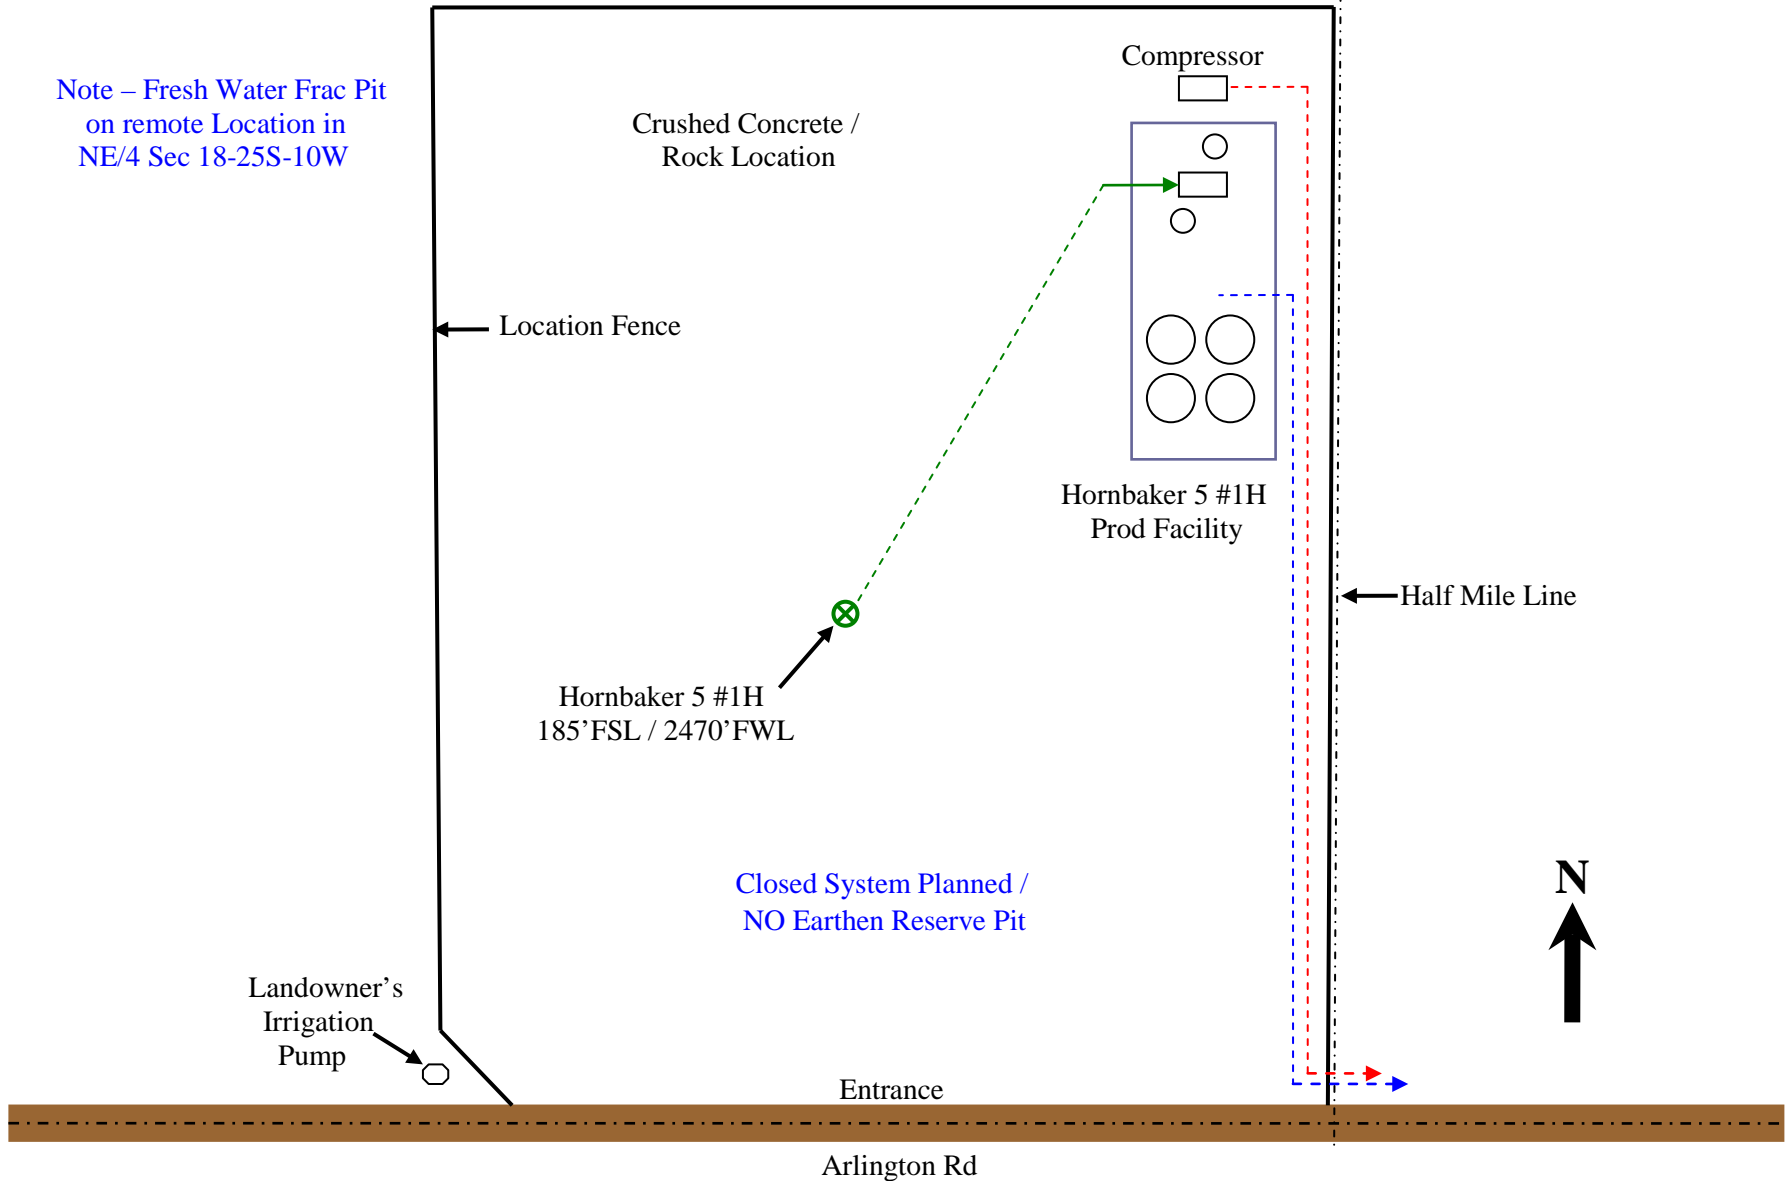 Compressor
Note – Fresh Water Frac Pit
on remote Location in
NE/4 Sec 18-25S-10W
Crushed Concrete /
Rock Location
Location Fence
Hornbaker 5 #1H
Prod Facility
Half Mile Line
Hornbaker 5 #1H
185’FSL / 2470’FWL
Closed System Planned /
NO Earthen Reserve Pit
N
Landowner’s
Irrigation
Pump
Entrance
Arlington Rd